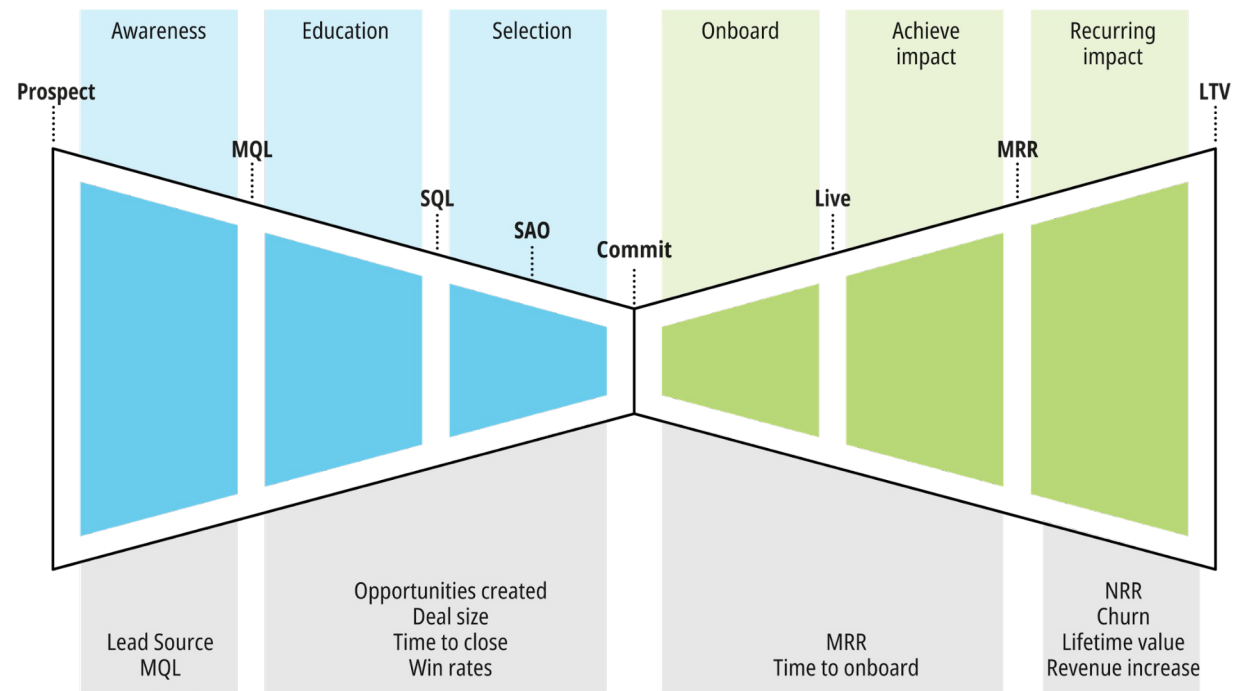 Awareness
Education
Selection
Onboard
Achieve
impact
Recurring
impact
Prospect
MQL
SQL
SAO
Commit
Live
MRR
LTV
Lead Source
MQL
Opportunities created
Deal size
Time to close
Win rates
MRR
Time to onboard
NRR
Churn
Lifetime value
Revenue increase